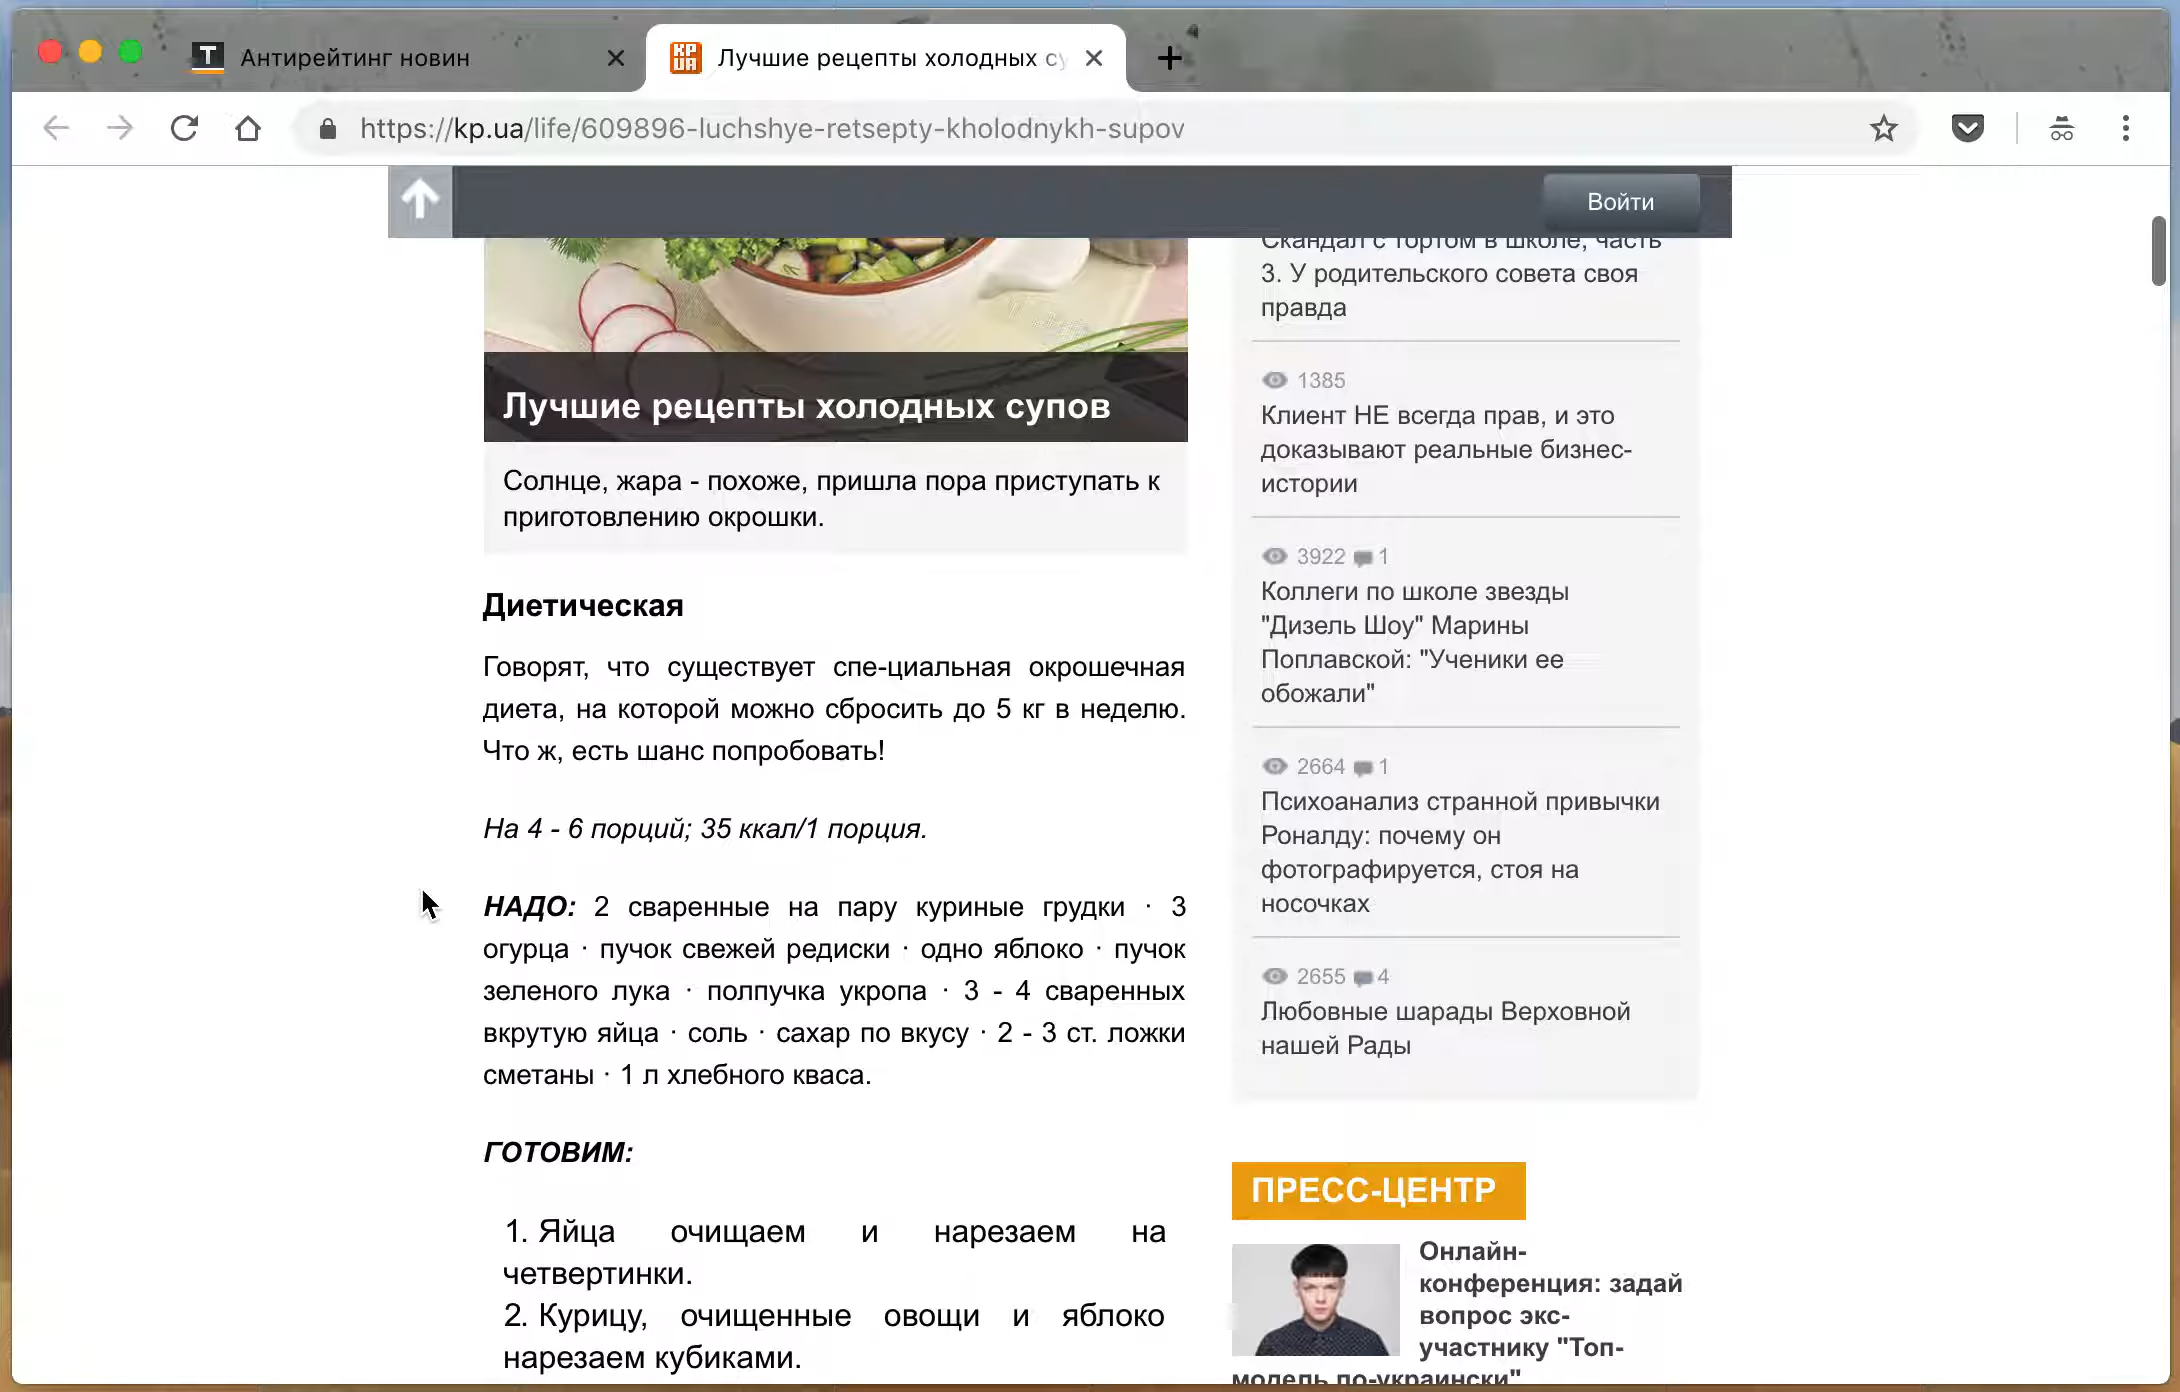 Антирейтинг новин
Лучшие рецепты холодных су
https://kp.ua/life/609896-luchshye-retsepty-kholodnykh-supov
Войти
Лучшие рецепты холодных супов
Солнце, жара - похоже, пришла пора приступать к
приготовлению окрошки.
Диетическая
Говорят, что существует спе-циальная окрошечная
диета, на которой можно сбросить до 5 кг в неделю.
Что ж, есть шанс попробовать!
На 4 - 6 порций; 35 ккал/1 порция.
НАДО: 2 сваренные на пару куриные грудки · 3
огурца · пучок свежей редиски · одно яблоко · пучок
зеленого лука · полпучка укропа · 3 - 4 сваренных
вкрутую яйца · соль · сахар по вкусу · 2 - 3 ст. ложки
сметаны · 1 л хлебного кваса.
ГОТОВИМ:
1. Яйца очищаем и нарезаем на
четвертинки.
2. Курицу, очищенные овощи и яблоко
нарезаем кубиками.
Скандал с тортом в школе, часть
3. У родительского совета своя
правда
1385
Клиент НЕ всегда прав, и это
доказывают реальные бизнес-
истории
3922 1
Коллеги по школе звезды
"Дизель Шоу" Марины
Поплавской: "Ученики ее
обожали"
2664 1
Психоанализ странной привычки
Роналду: почему он
фотографируется, стоя на
носочках
2655 4
Любовные шарады Верховной
нашей Рады
ПРЕСС-ЦЕНТР
Онлайн-
конференция: задай
вопрос экс-
участнику "Топ-
модель по-украински"